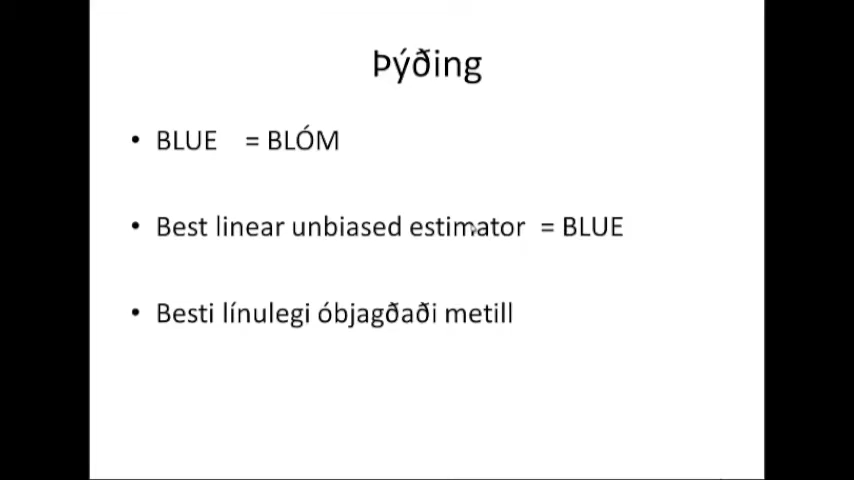 Þýðing
• BLUE = BLÓM
• Best linear unbiased estimator = BLUE
• Besti línulegi óbjagðaði metill